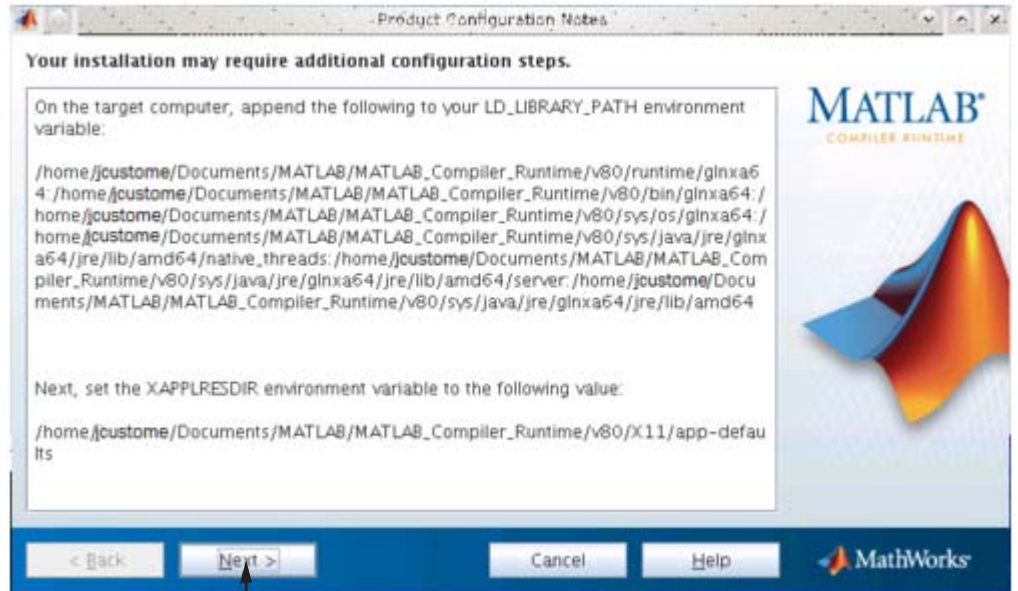 Product Configuration Notes
Your installation may require additional configuration steps.
On the target computer, append the following to your LD_LIBRARY_PATH environment
variable:
/home/jcustome/Documents/MATLAB/MATLAB_Compiler_Runtime/v80/runtime/glnxa6
4:/home/jcustome/Documents/MATLAB/MATLAB_Compiler_Runtime/v80/bin/glnxa64:/
home/jcustome/Documents/MATLAB/MATLAB_Compiler_Runtime/v80/sys/os/glnxa64:/
home/jcustome/Documents/MATLAB/MATLAB_Compiler_Runtime/v80/sys/java/jre/glnx
a64/jre/lib/amd64/native_threads:/home/jcustome/Documents/MATLAB/MATLAB_Com
piler_Runtime/v80/sys/java/jre/glnxa64/jre/lib/amd64/server:/home/jcustome/Docu
ments/MATLAB/MATLAB_Compiler_Runtime/v80/sys/java/jre/glnxa64/jre/lib/amd64
Next, set the XAPPLRESDIR environment variable to the following value:
/home/jcustome/Documents/MATLAB/MATLAB_Compiler_Runtime/v80/X11/app-defau
lts
MATLAB®
COMPILER RUNTIME
< Back
Next >
Cancel
Help
MathWorks®